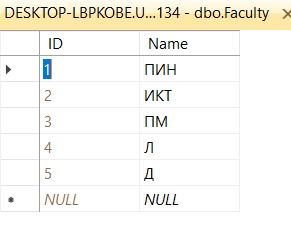 DESKTOP-LBPKOBE.U...134 - dbo.Faculty
ID Name
1 ПИН
2 ИКТ
3 ПМ
4 Л
5 Д
NULL NULL